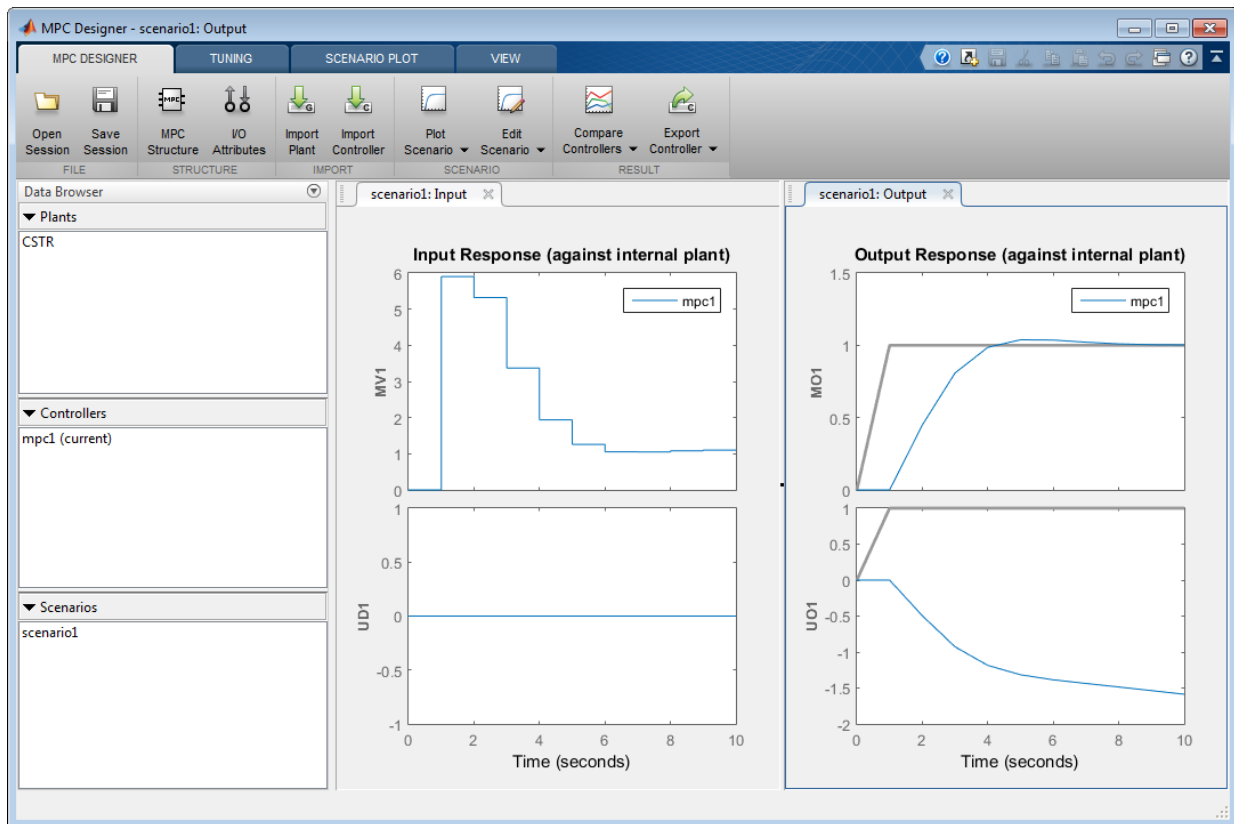 MPC Designer - scenario1: Output
MPC DESIGNER TUNING SCENARIO PLOT VIEW
MPC
G C
Open Session
Save Session
MPC Structure
I/O Attributes
Import Plant
Import Controller
Plot Scenario
Edit Scenario
Compare Controllers
Export Controller
FILE STRUCTURE IMPORT SCENARIO RESULT
Data Browser
Plants
CSTR
Controllers
mpc1 (current)
Scenarios
scenario1
scenario1: Input
Input Response (against internal plant)
mpc1
MV1
6
5
4
3
2
1
0
UD1
1
0.5
0
-0.5
-1
0 2 4 6 8 10
Time (seconds)
scenario1: Output
Output Response (against internal plant)
mpc1
MO1
1.5
1
0.5
0
UO1
1
0.5
0
-0.5
-1
-1.5
-2
0 2 4 6 8 10
Time (seconds)